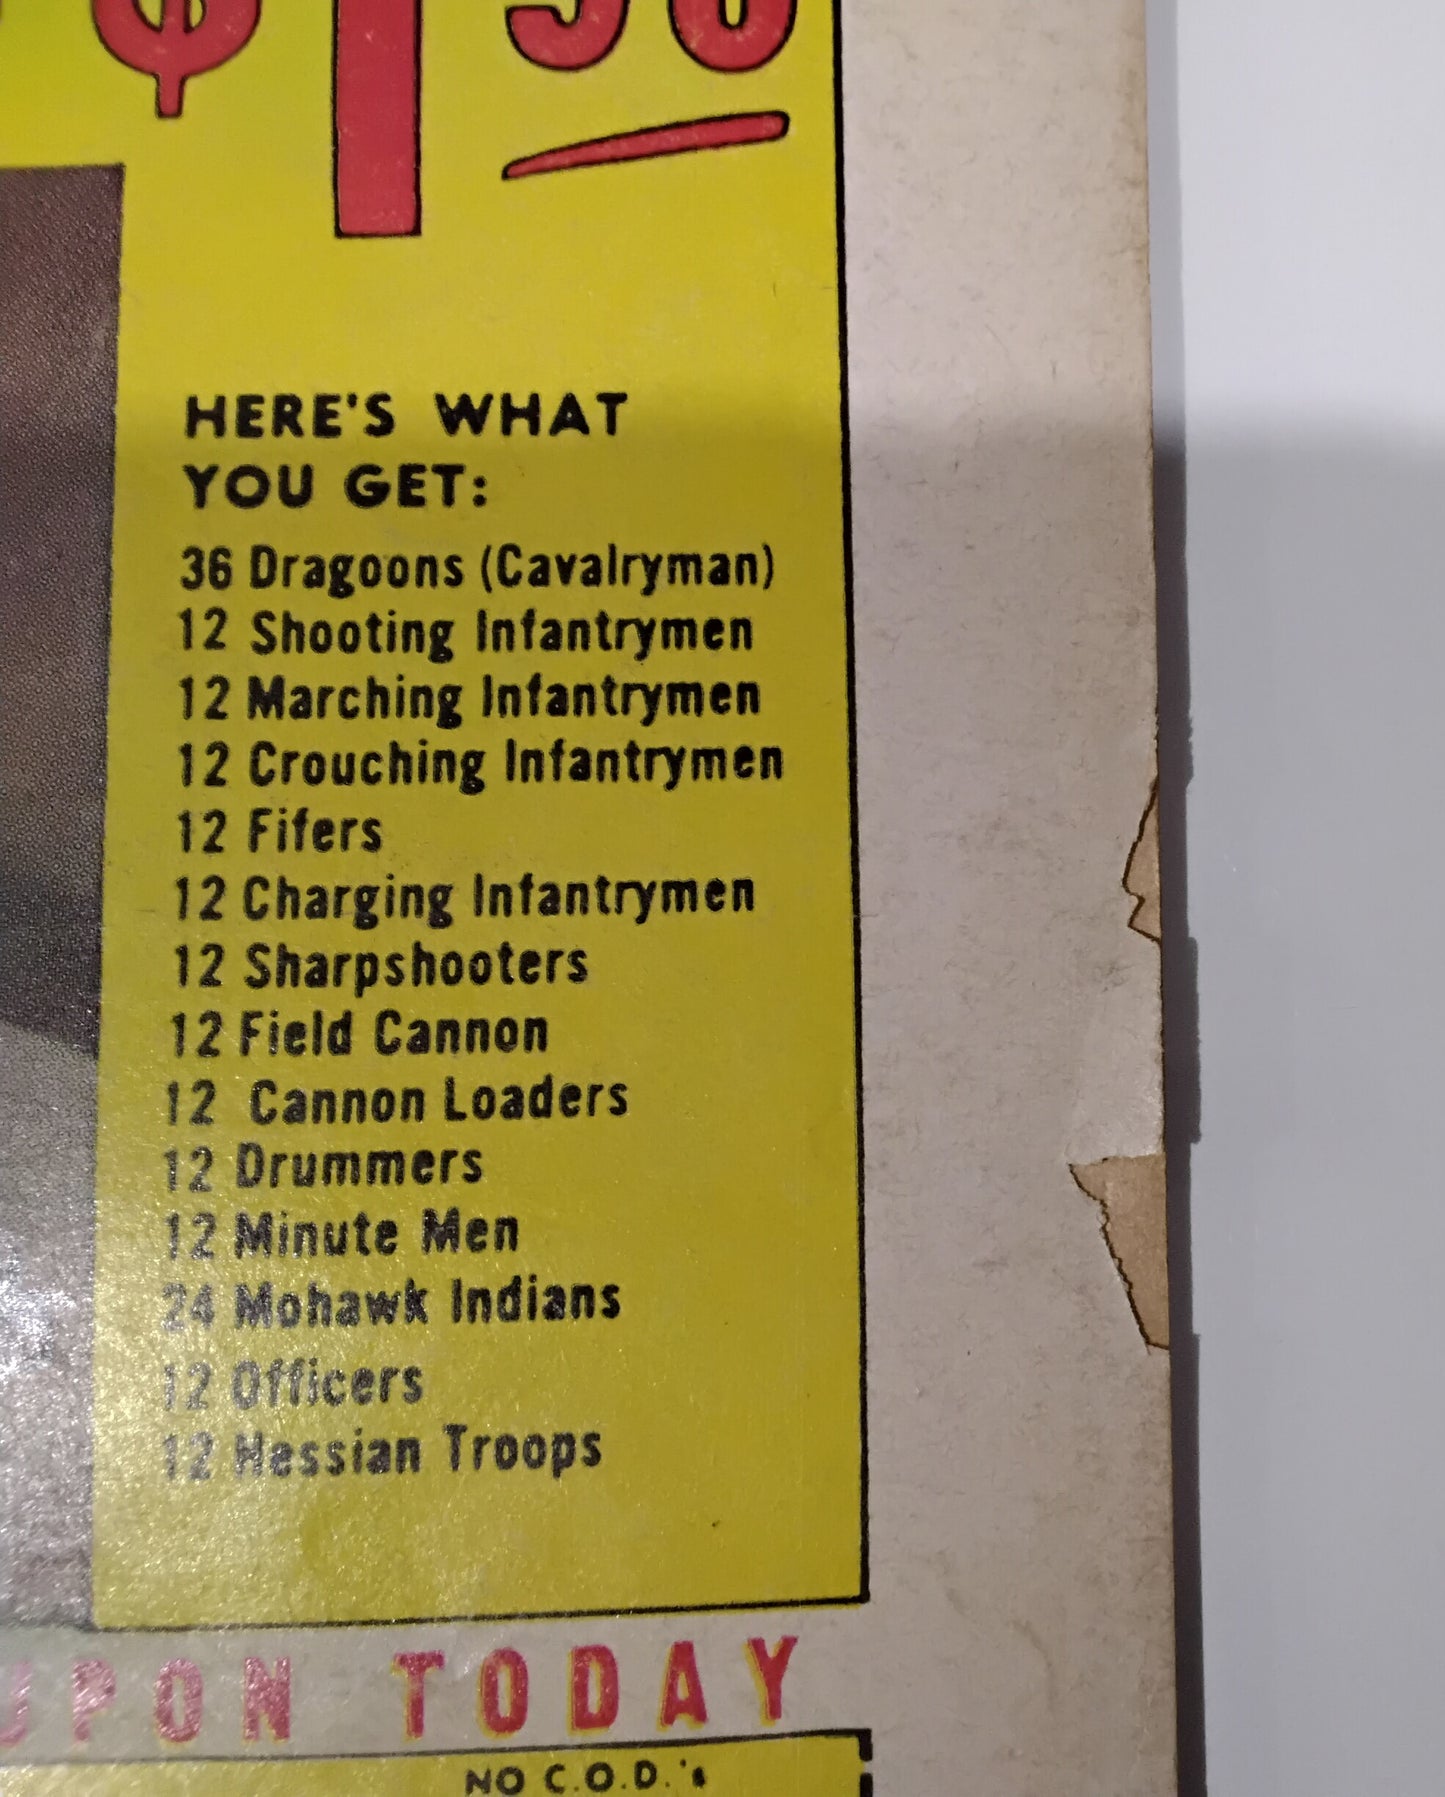 HERE'S WHAT
YOU GET:
36 Dragoons (Cavalryman)
12 Shooting Infantrymen
12 Marching Infantrymen
12 Crouching Infantrymen
12 Fifers
12 Charging Infantrymen
12 Sharpshooters
12 Field Cannon
12 Cannon Loaders
12 Drummers
12 Minute Men
24 Mohawk Indians
12 Officers
12 Hessian Troops
UPON TODAY
NO C.O.D.'s